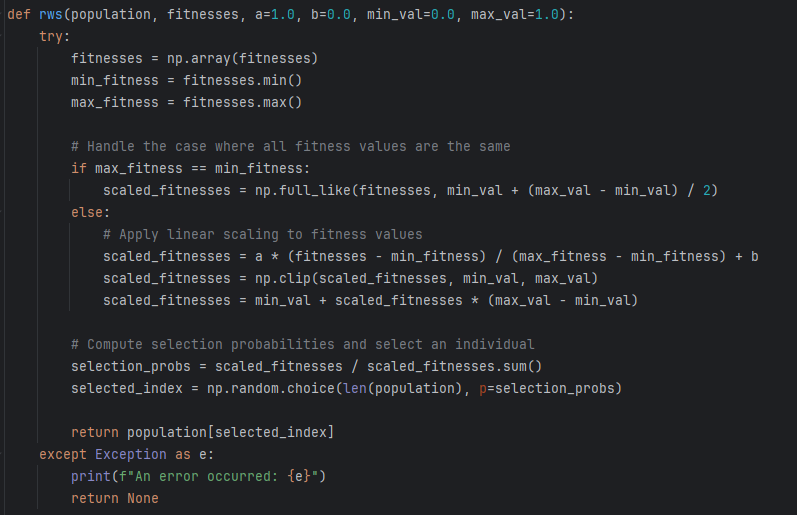 def rws(population, fitnesses, a=1.0, b=0.0, min_val=0.0, max_val=1.0):
    try:
        fitnesses = np.array(fitnesses)
        min_fitness = fitnesses.min()
        max_fitness = fitnesses.max()

        # Handle the case where all fitness values are the same
        if max_fitness == min_fitness:
            scaled_fitnesses = np.full_like(fitnesses, min_val + (max_val - min_val) / 2)
        else:
            # Apply linear scaling to fitness values
            scaled_fitnesses = a * (fitnesses - min_fitness) / (max_fitness - min_fitness) + b
            scaled_fitnesses = np.clip(scaled_fitnesses, min_val, max_val)
            scaled_fitnesses = min_val + scaled_fitnesses * (max_val - min_val)

        # Compute selection probabilities and select an individual
        selection_probs = scaled_fitnesses / scaled_fitnesses.sum()
        selected_index = np.random.choice(len(population), p=selection_probs)

        return population[selected_index]
    except Exception as e:
        print(f"An error occurred: {e}")
        return None